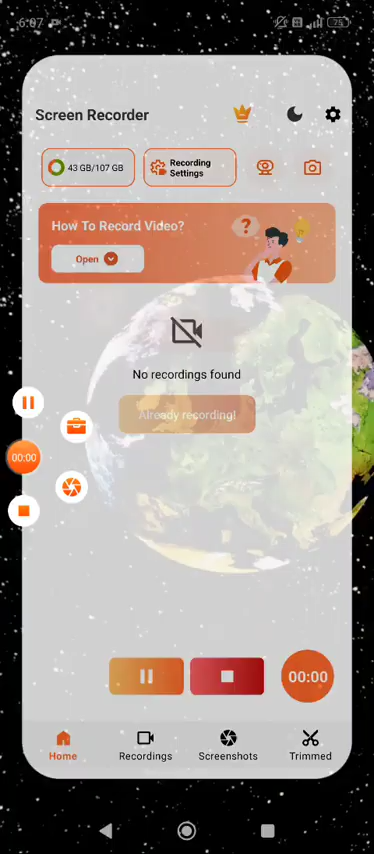 6:07
75
Screen Recorder
43 GB/107 GB
Recording
Settings
How To Record Video?
?
Open
No recordings found
Already recording!
00:00
00:00
Home
Recordings
Screenshots
Trimmed